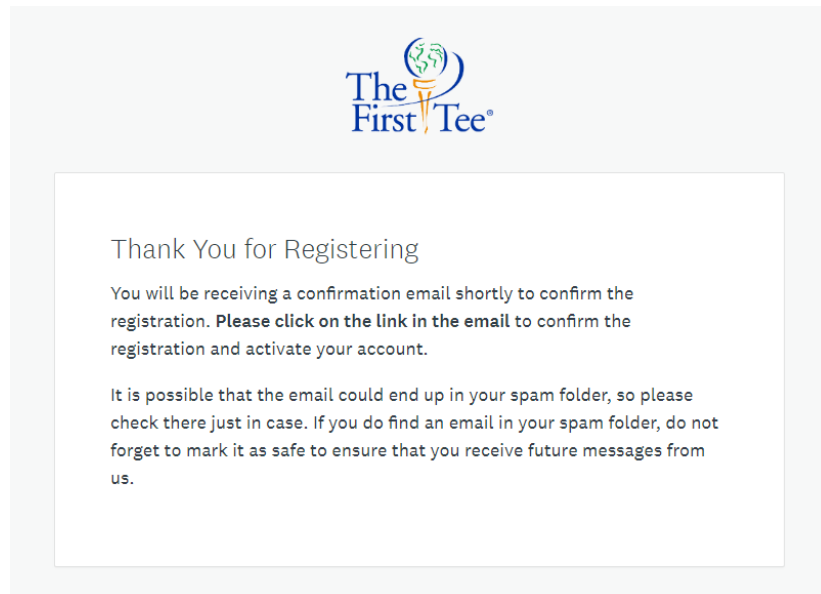 The
First Tee®
Thank You for Registering
You will be receiving a confirmation email shortly to confirm the
registration. Please click on the link in the email to confirm the
registration and activate your account.
It is possible that the email could end up in your spam folder, so please
check there just in case. If you do find an email in your spam folder, do not
forget to mark it as safe to ensure that you receive future messages from
us.